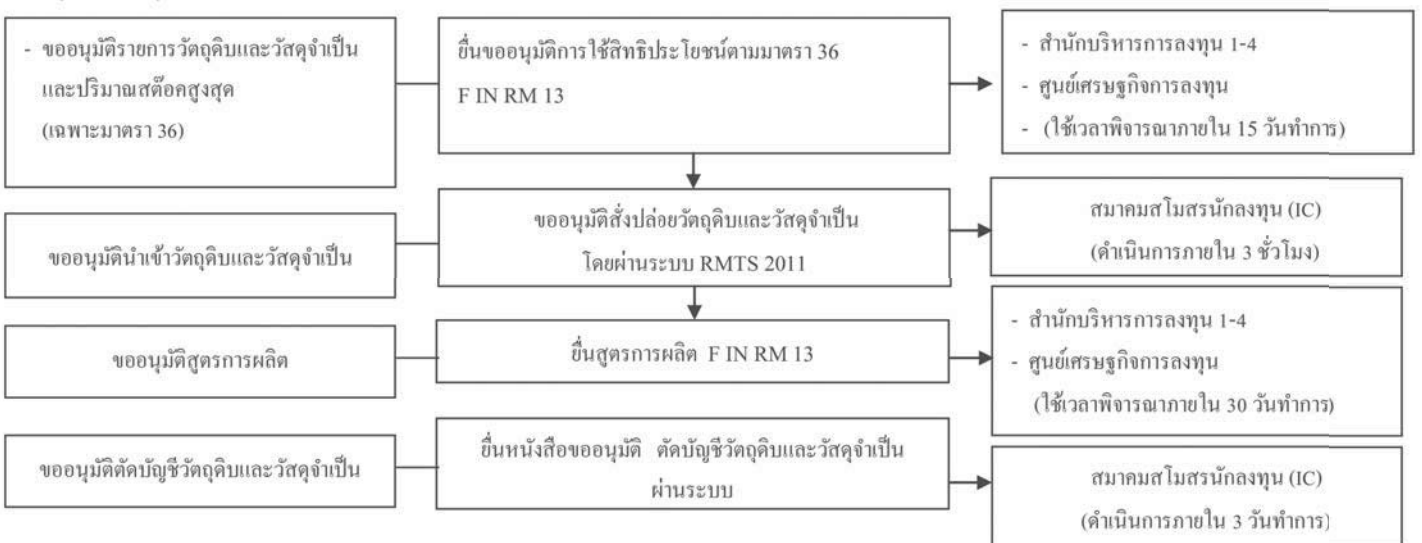 - ขออนุมัติรายการวัตถุดิบและวัสดุจำเป็น
และปริมาณสต๊อคสูงสุด
(เฉพาะมาตรา 36)
ยื่นขออนุมัติการใช้สิทธิประโยชน์ตามมาตรา 36
F IN RM 13
- สำนักบริหารการลงทุน 1-4
- ศูนย์เศรษฐกิจการลงทุน
- (ใช้เวลาพิจารณาภายใน 15 วันทำการ)
ขออนุมัตินำเข้าวัตถุดิบและวัสดุจำเป็น
ขออนุมัติสั่งปล่อยวัตถุดิบและวัสดุจำเป็น
โดยผ่านระบบ RMTS 2011
สมาคมสโมสรนักลงทุน (IC)
(ดำเนินการภายใน 3 ชั่วโมง)
ขออนุมัติสูตรการผลิต
ยื่นสูตรการผลิต F IN RM 13
- สำนักบริหารการลงทุน 1-4
- ศูนย์เศรษฐกิจการลงทุน
(ใช้เวลาพิจารณาภายใน 30 วันทำการ)
ขออนุมัติตัดบัญชีวัตถุดิบและวัสดุจำเป็น
ยื่นหนังสือขออนุมัติ ตัดบัญชีวัตถุดิบและวัสดุจำเป็น
ผ่านระบบ
สมาคมสโมสรนักลงทุน (IC)
(ดำเนินการภายใน 3 วันทำการ)